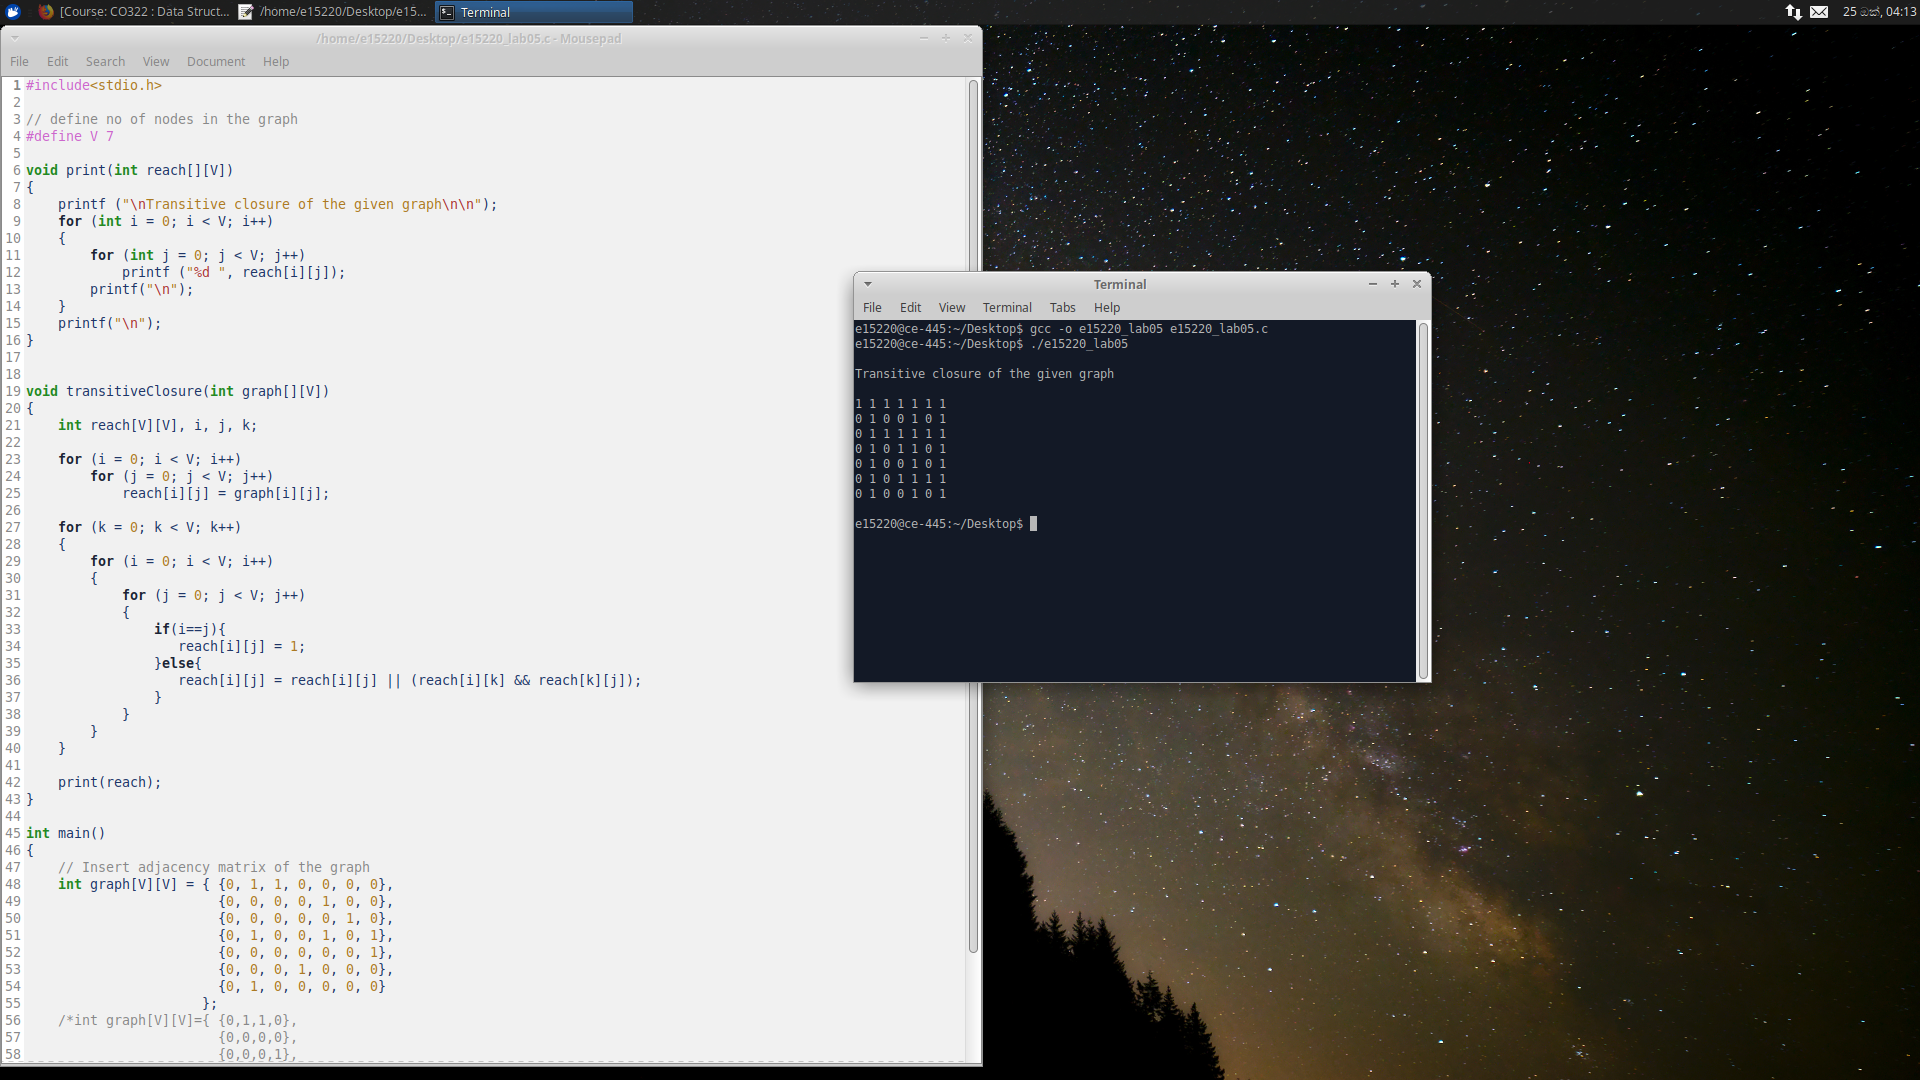 [Course: CO322 : Data Struct...
/home/e15220/Desktop/e15...
Terminal
25 ඔක්, 04:13
/home/e15220/Desktop/e15220_lab05.c - Mousepad
File Edit Search View Document Help
1 #include<stdio.h>
2
3 // define no of nodes in the graph
4 #define V 7
5
6 void print(int reach[][V])
7 {
8     printf ("\nTransitive closure of the given graph\n\n");
9     for (int i = 0; i < V; i++)
10     {
11         for (int j = 0; j < V; j++)
12             printf ("%d ", reach[i][j]);
13         printf("\n");
14     }
15     printf("\n");
16 }
17
18
19 void transitiveClosure(int graph[][V])
20 {
21     int reach[V][V], i, j, k;
22
23     for (i = 0; i < V; i++)
24         for (j = 0; j < V; j++)
25             reach[i][j] = graph[i][j];
26
27     for (k = 0; k < V; k++)
28     {
29         for (i = 0; i < V; i++)
30         {
31             for (j = 0; j < V; j++)
32             {
33                 if(i==j){
34                    reach[i][j] = 1;
35                 }else{
36                    reach[i][j] = reach[i][j] || (reach[i][k] && reach[k][j]);
37                 }
38             }
39         }
40     }
41
42     print(reach);
43 }
44
45 int main()
46 {
47     // Insert adjacency matrix of the graph
48     int graph[V][V] = { {0, 1, 1, 0, 0, 0, 0},
49                         {0, 0, 0, 0, 1, 0, 0},
50                         {0, 0, 0, 0, 0, 1, 0},
51                         {0, 1, 0, 0, 1, 0, 1},
52                         {0, 0, 0, 0, 0, 0, 1},
53                         {0, 0, 0, 1, 0, 0, 0},
54                         {0, 1, 0, 0, 0, 0, 0}
55                       };
56     /*int graph[V][V]={ {0,1,1,0},
57                         {0,0,0,0},
58                         {0,0,0,1},
Terminal
File Edit View Terminal Tabs Help
e15220@ce-445:~/Desktop$ gcc -o e15220_lab05 e15220_lab05.c
e15220@ce-445:~/Desktop$ ./e15220_lab05
Transitive closure of the given graph
1 1 1 1 1 1 1
0 1 0 0 1 0 1
0 1 1 1 1 1 1
0 1 0 1 1 0 1
0 1 0 0 1 0 1
0 1 0 1 1 1 1
0 1 0 0 1 0 1
e15220@ce-445:~/Desktop$